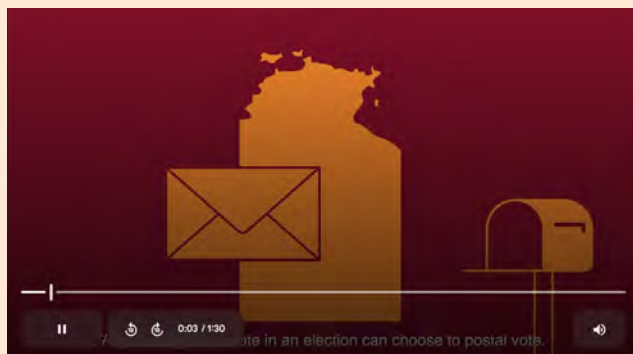 0:03 / 1:30
ote in an election can choose to postal vote.